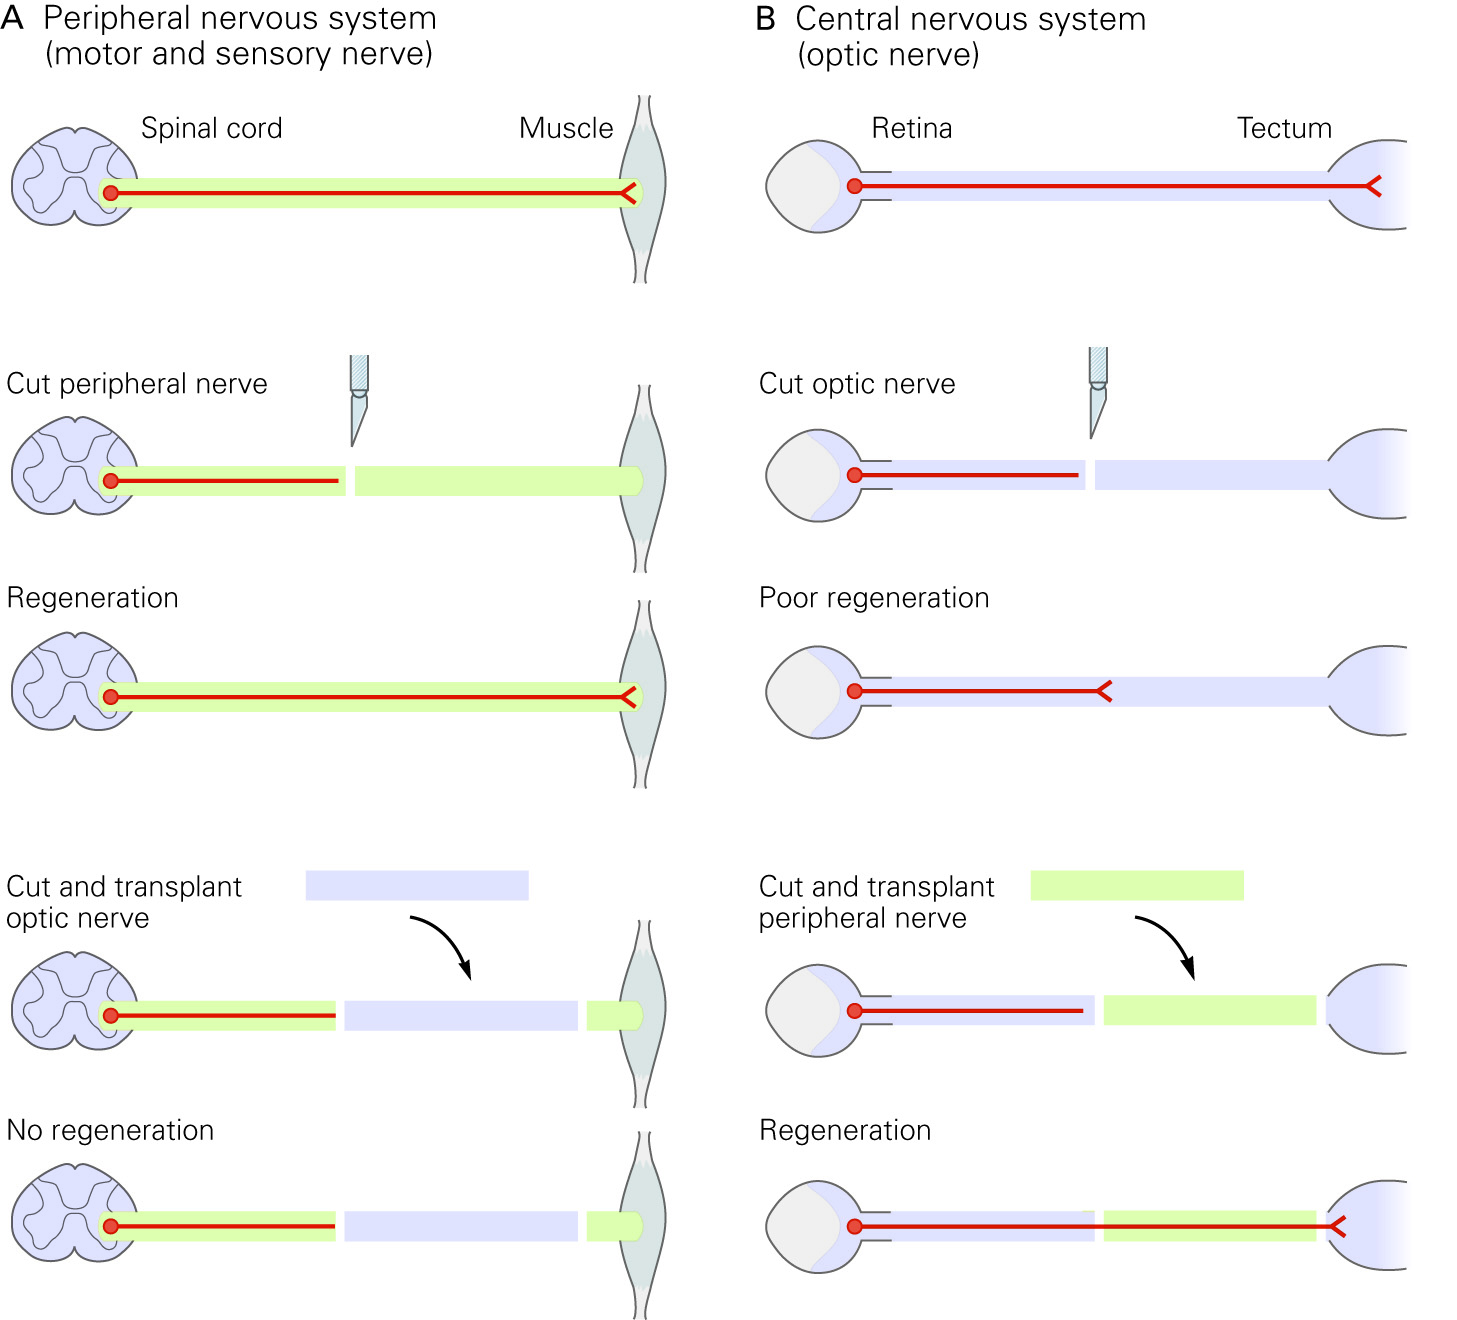 A Peripheral nervous system
(motor and sensory nerve)
Spinal cord
Muscle
Cut peripheral nerve
Regeneration
Cut and transplant
optic nerve
No regeneration
B Central nervous system
(optic nerve)
Retina
Tectum
Cut optic nerve
Poor regeneration
Cut and transplant
peripheral nerve
Regeneration